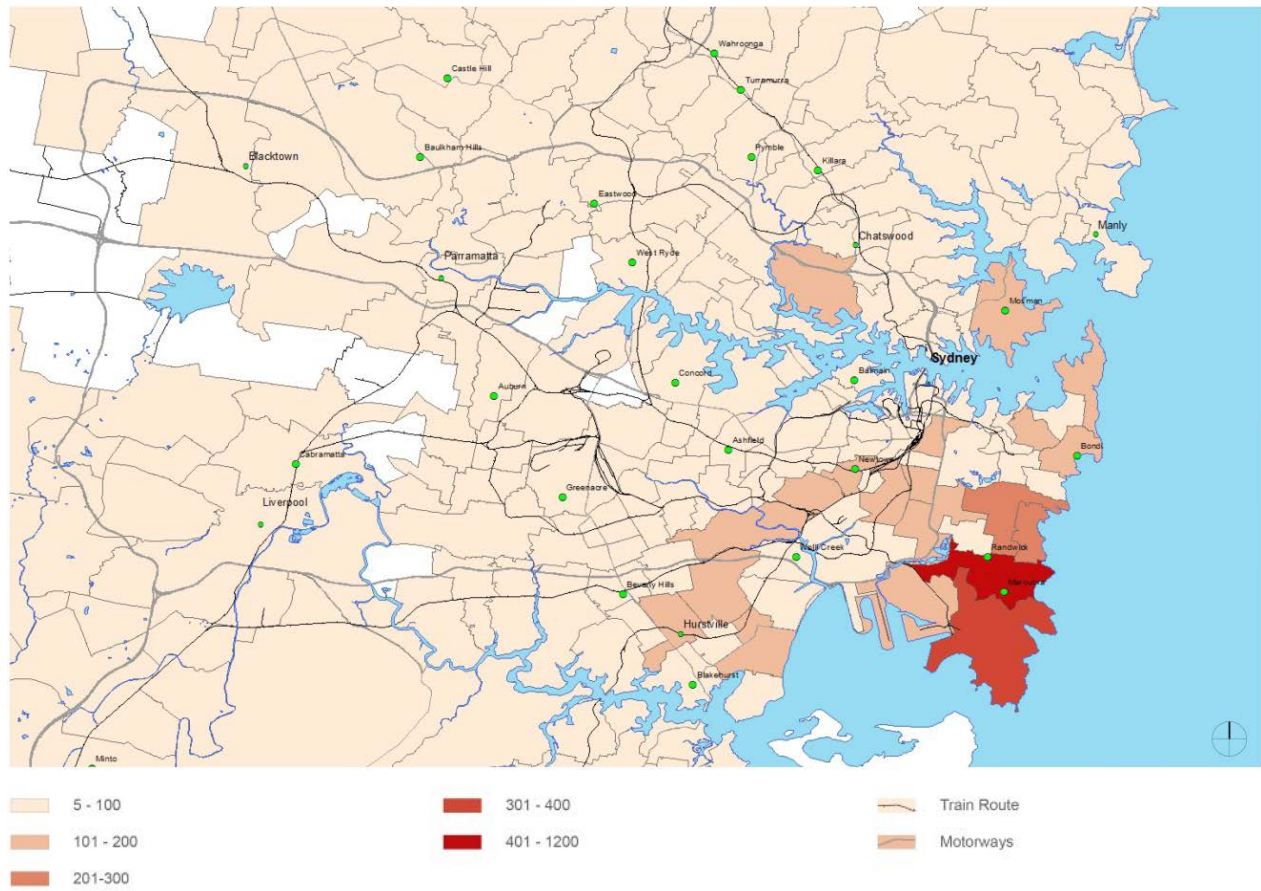 Wahroonga
Castle Hill
Turramurra
Blacktown
Baulkham Hills
Pymble
Killara
Eastwood
Manly
Chatswood
West Ryde
Parramatta
Mosman
Sydney
Concord
Balmain
Auburn
Ashfield
Bondi
Cabramatta
Newtown
Greenacre
Liverpool
Wolli Creek
Randwick
Beverly Hills
Maroubra
Hurstville
Blakehurst
Minto
5 - 100
301 - 400
Train Route
101 - 200
401 - 1200
Motorways
201-300